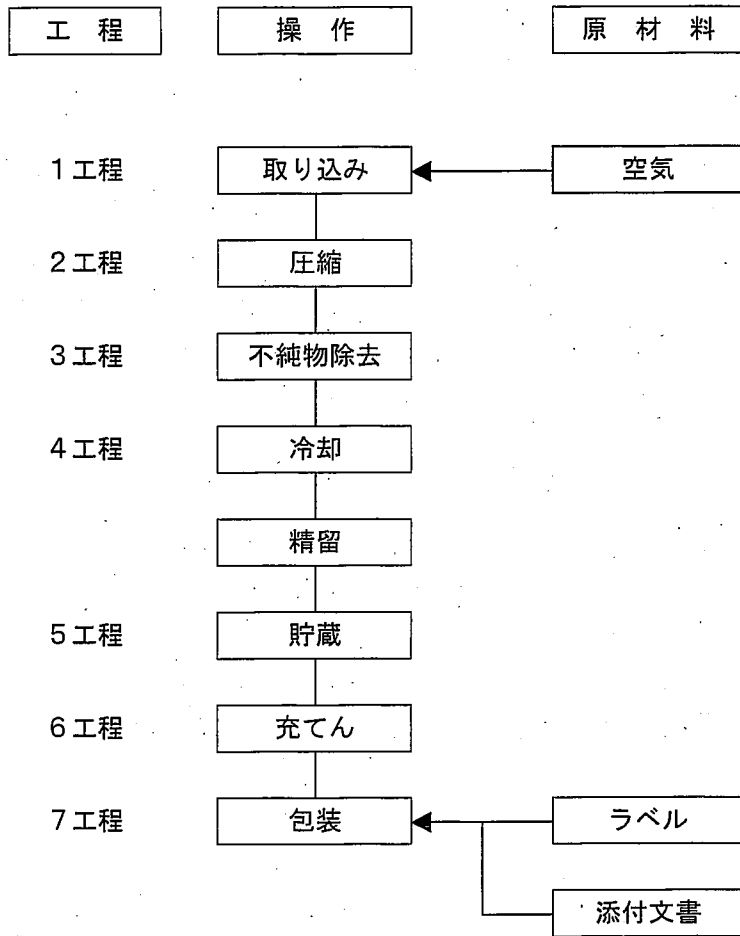 工 程 操 作 原 材 料
1工程 取り込み 空気
2工程 圧縮
3工程 不純物除去
4工程 冷却
精留
5工程 貯蔵
6工程 充てん
7工程 包装 ラベル
添付文書